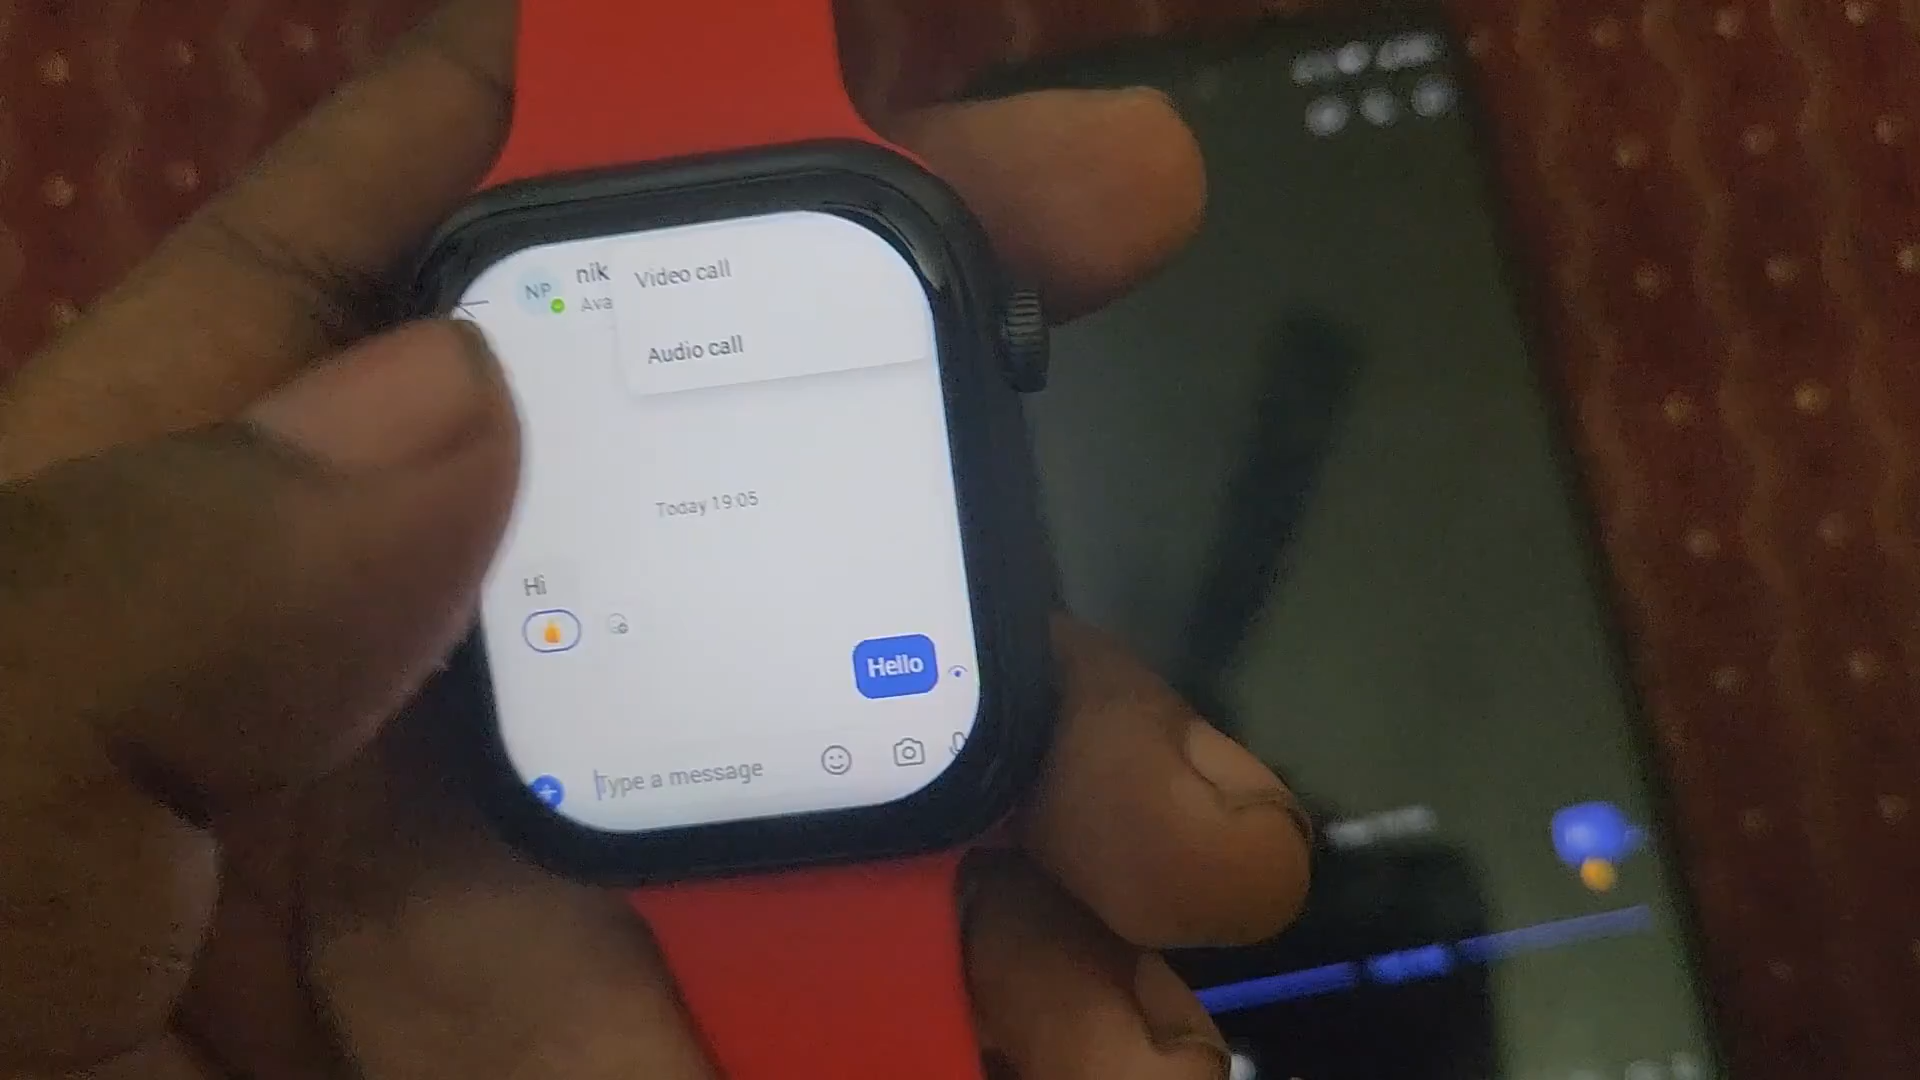 NP
nik
Ava
Video call
Audio call
Today 19:05
Hi
Hello
Type a message